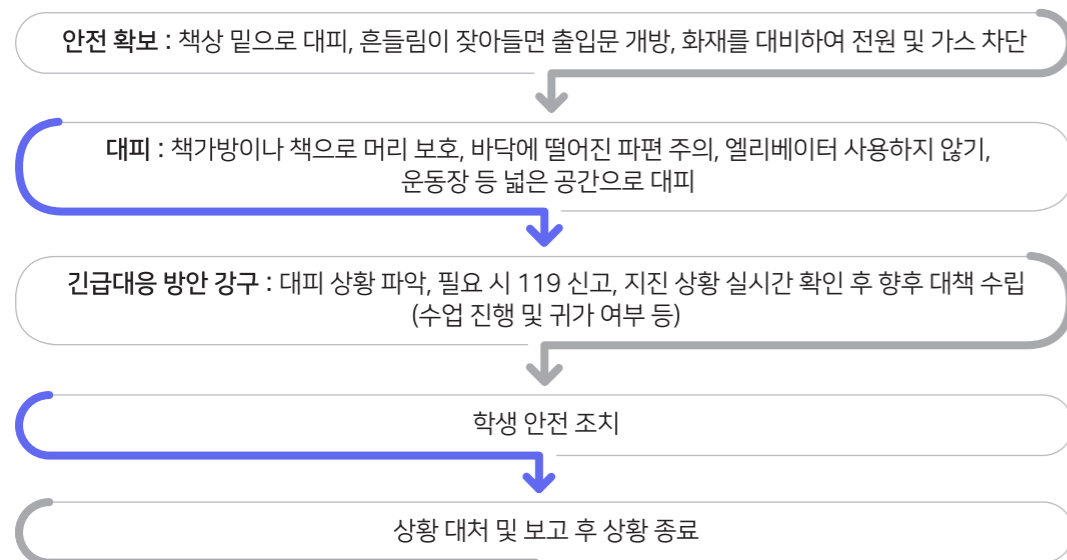 안전 확보 : 책상 밑으로 대피, 흔들림이 잦아들면 출입문 개방, 화재를 대비하여 전원 및 가스 차단
대피 : 책가방이나 책으로 머리 보호, 바닥에 떨어진 파편 주의, 엘리베이터 사용하지 않기,
운동장 등 넓은 공간으로 대피
긴급대응 방안 강구 : 대피 상황 파악, 필요 시 119 신고, 지진 상황 실시간 확인 후 향후 대책 수립
(수업 진행 및 귀가 여부 등)
학생 안전 조치
상황 대처 및 보고 후 상황 종료